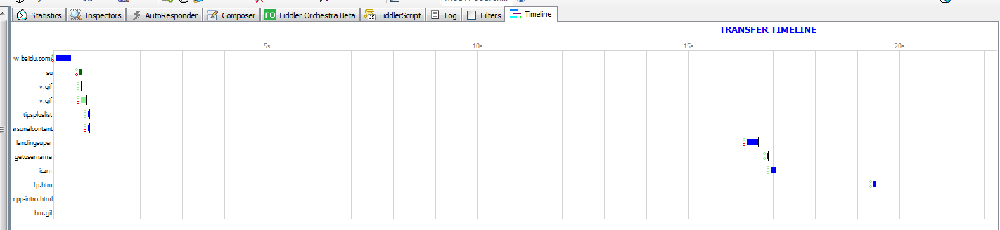 Statistics Inspectors AutoResponder Composer FO Fiddler Orchestra Beta FiddlerScript Log Filters Timeline
TRANSFER TIMELINE
5s 10s 15s 20s
w.baidu.com/
su
v.gif
v.gif
tipspluslist
ersonalcontent
landingsuper
getusername
iczm
fp.htm
cpp-intro.html
hm.gif